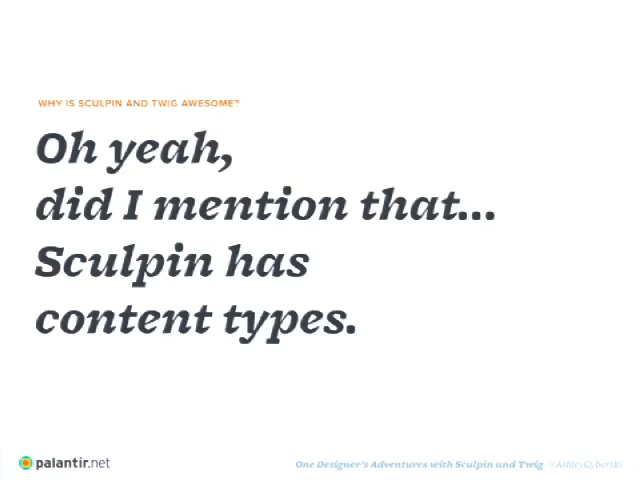 WHY IS SCULPIN AND TWIG AWESOME?
Oh yeah,
did I mention that...
Sculpin has
content types.
palantir.net
One Designer's Adventures with Sculpin and Twig